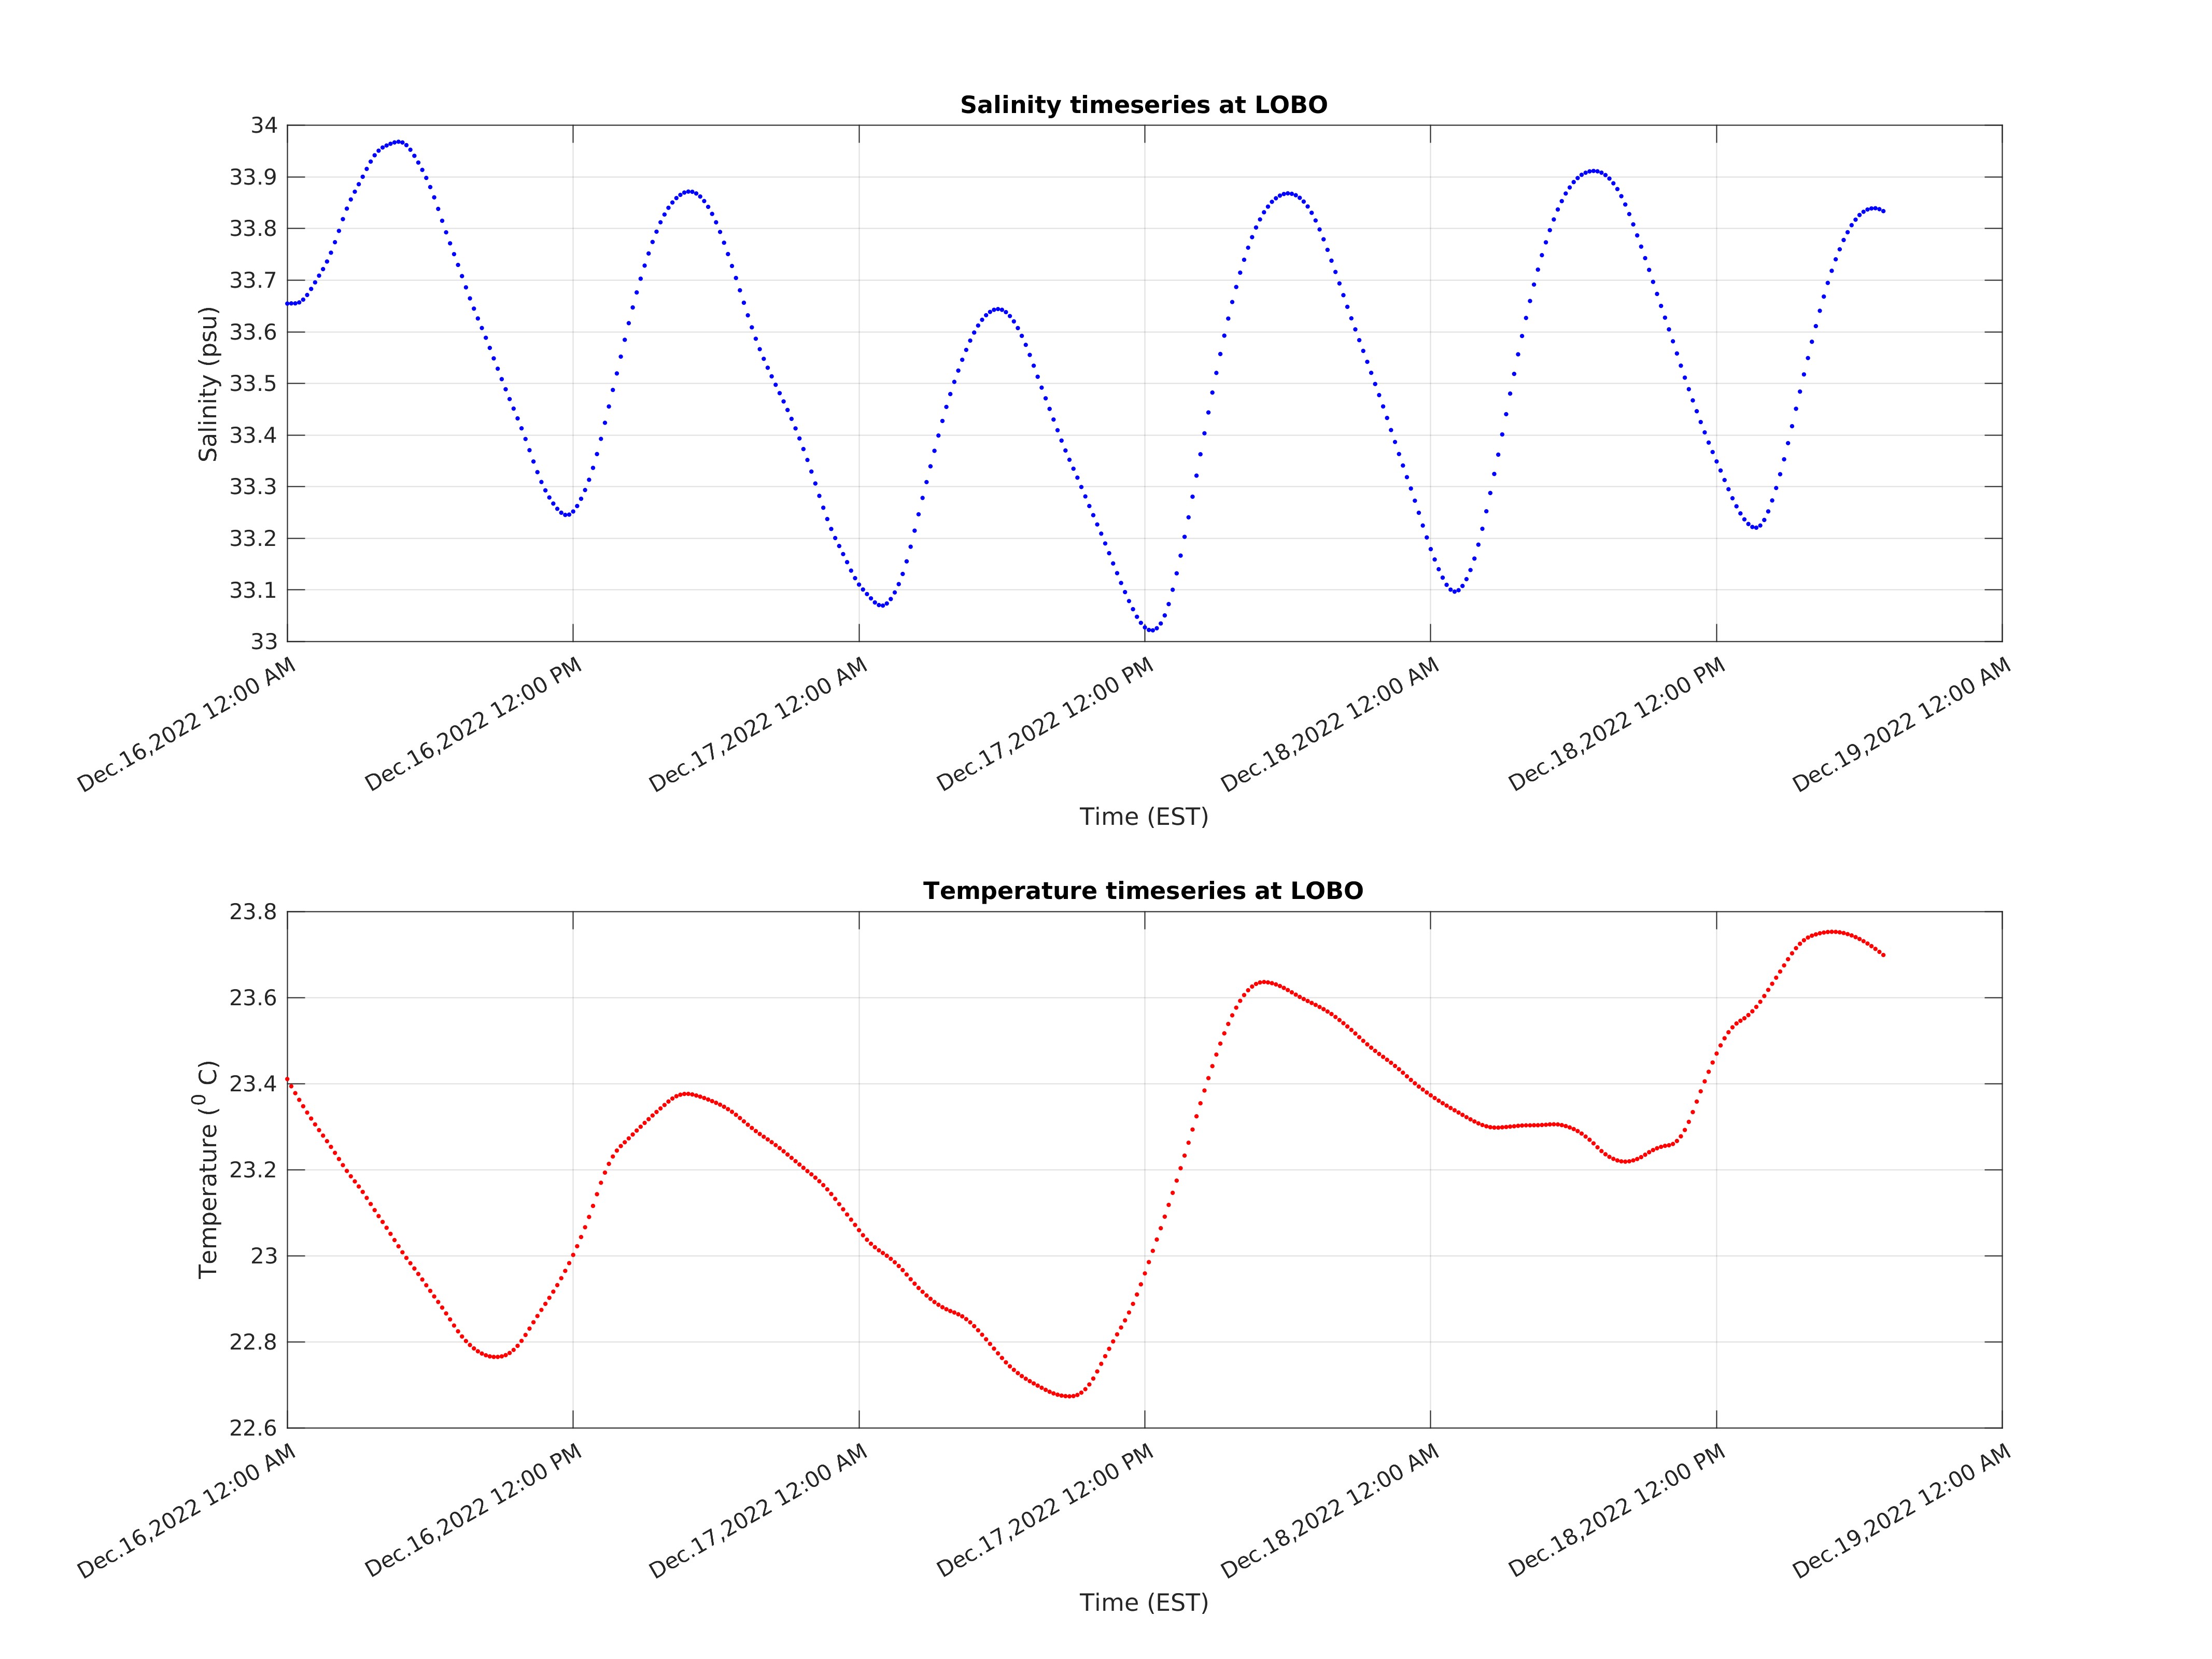 Salinity timeseries at LOBO
34
33.9
33.8
33.7
33.6
33.5
33.4
33.3
33.2
33.1
33
Salinity (psu)
Dec.16,2022 12:00 AM
Dec.16,2022 12:00 PM
Dec.17,2022 12:00 AM
Dec.17,2022 12:00 PM
Dec.18,2022 12:00 AM
Dec.18,2022 12:00 PM
Dec.19,2022 12:00 AM
Time (EST)
Temperature timeseries at LOBO
23.8
23.6
23.4
23.2
23
22.8
22.6
Temperature (⁰ C)
Dec.16,2022 12:00 AM
Dec.16,2022 12:00 PM
Dec.17,2022 12:00 AM
Dec.17,2022 12:00 PM
Dec.18,2022 12:00 AM
Dec.18,2022 12:00 PM
Dec.19,2022 12:00 AM
Time (EST)